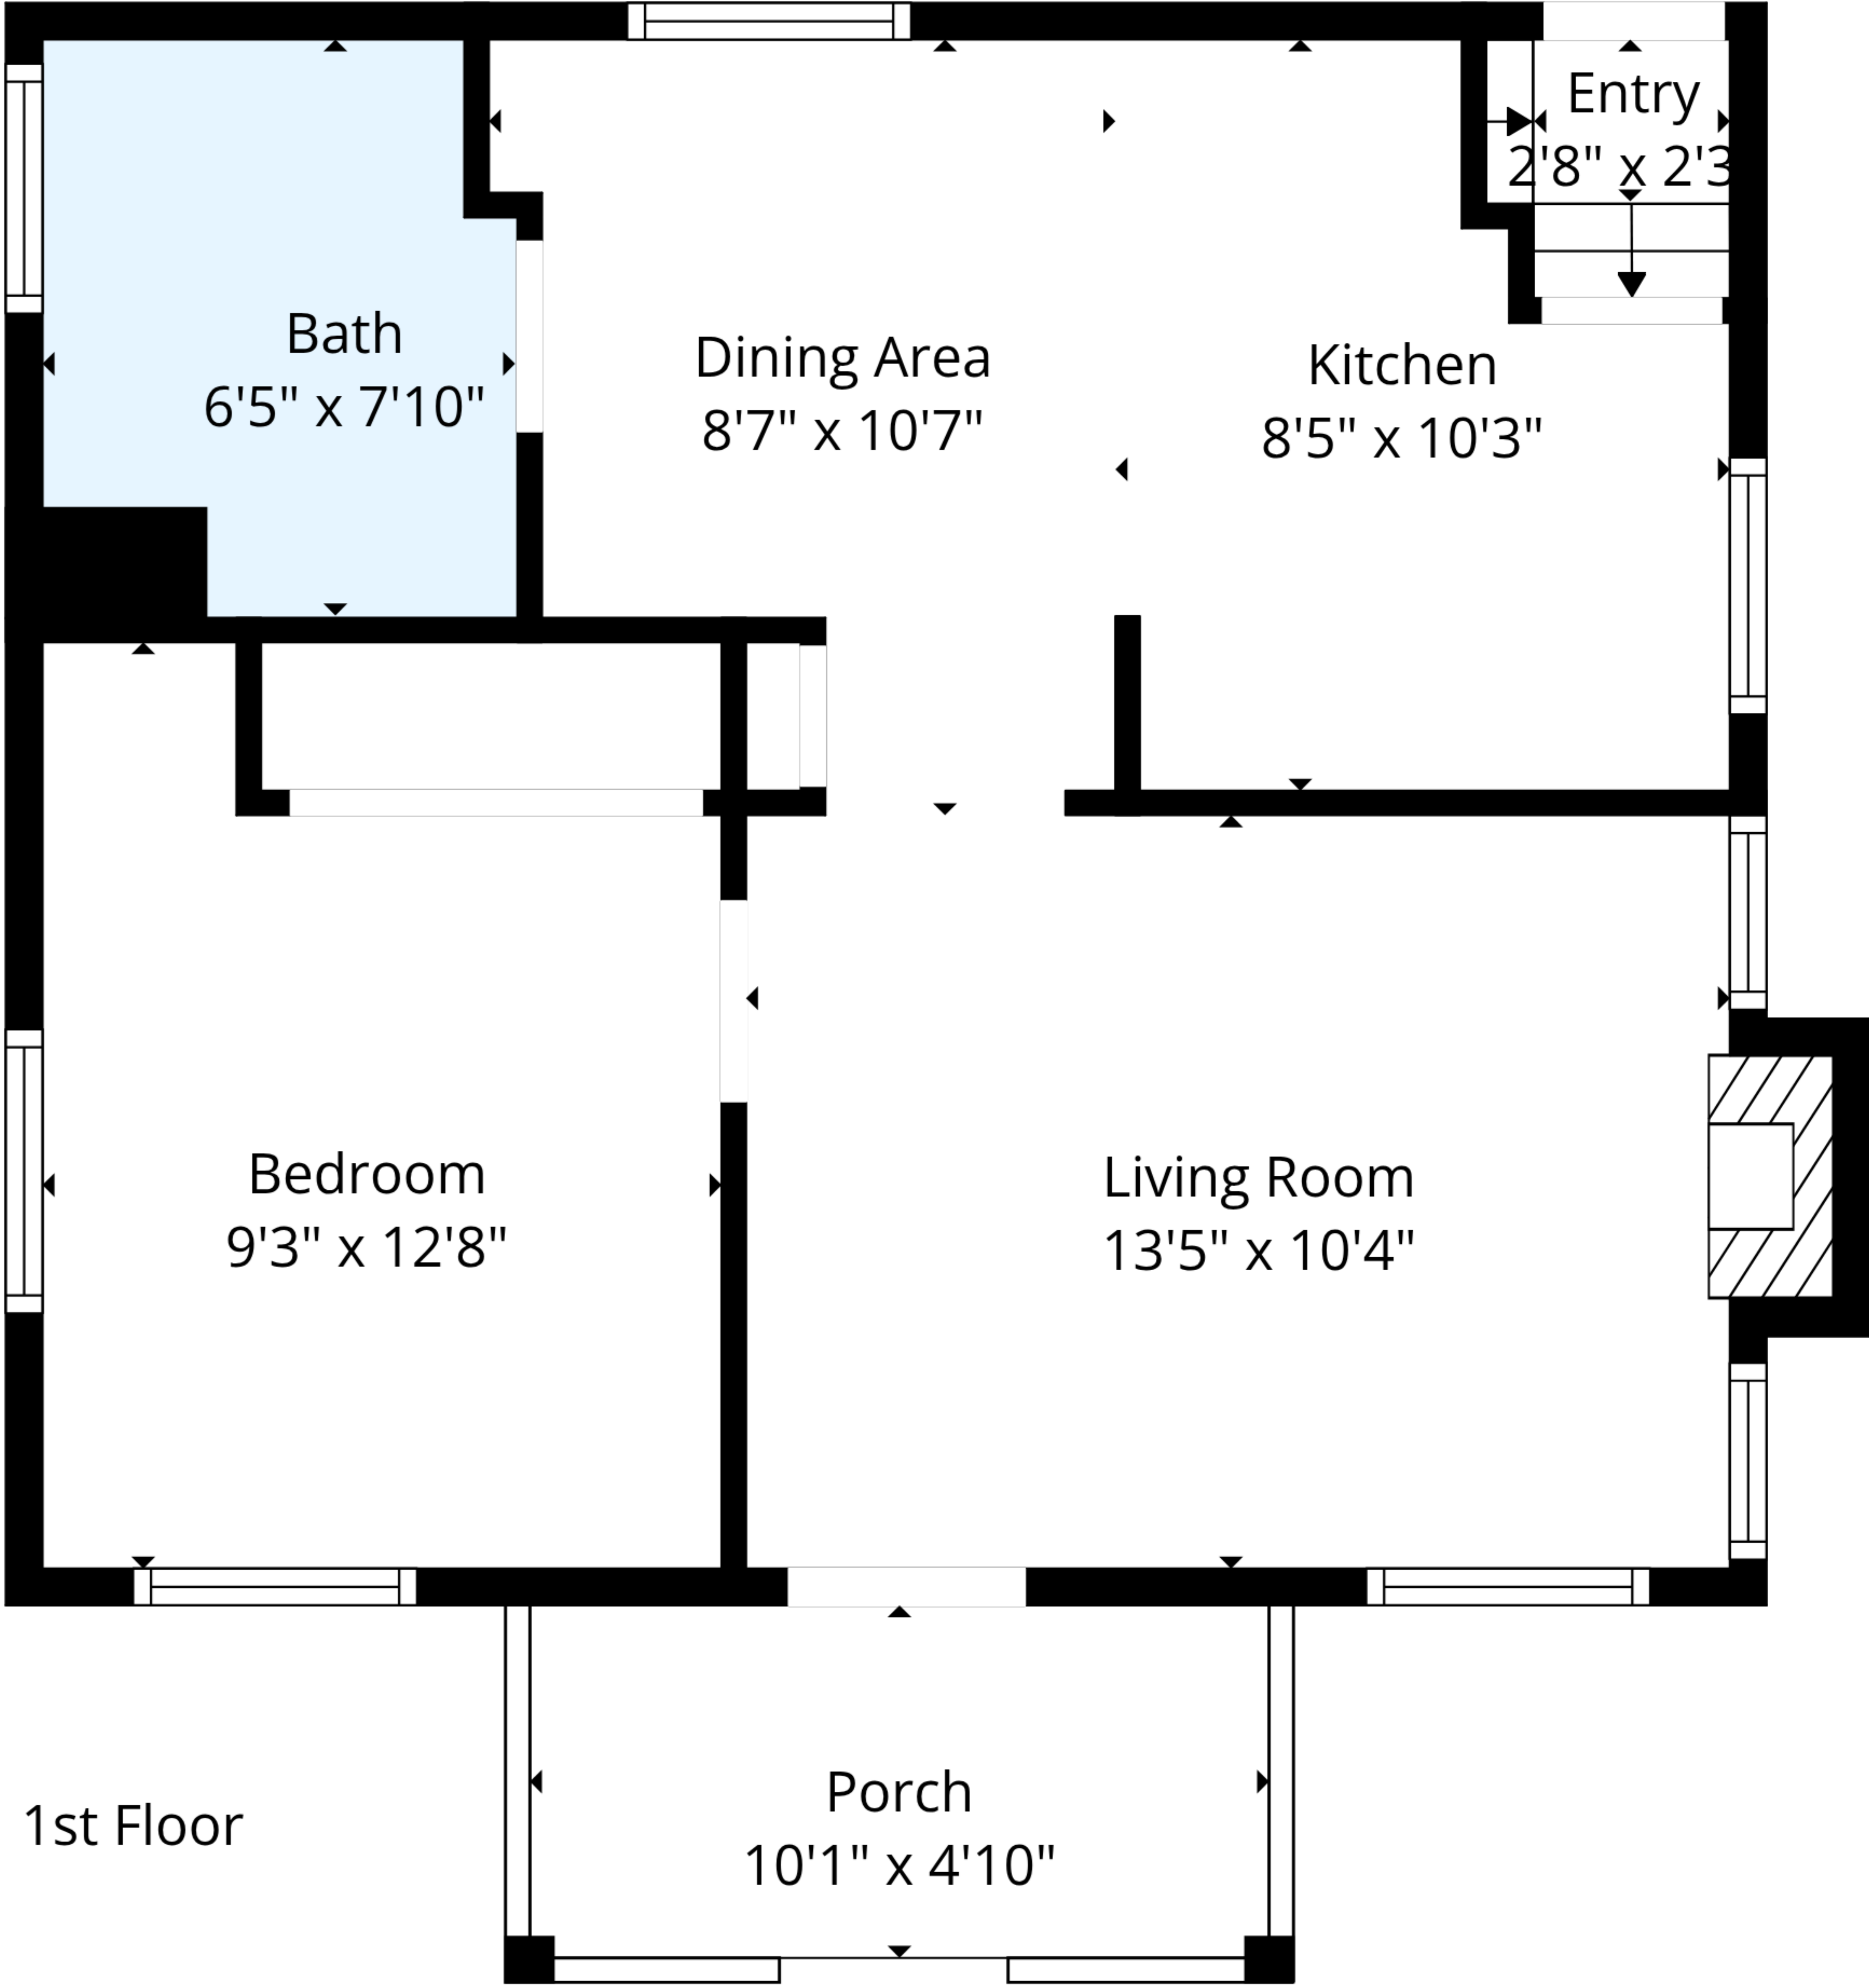 Entry
2'8" x 2'3
Bath
6'5" x 7'10"
Dining Area
8'7" x 10'7"
Kitchen
8'5" x 10'3"
Bedroom
9'3" x 12'8"
Living Room
13'5" x 10'4"
Porch
10'1" x 4'10"
1st Floor